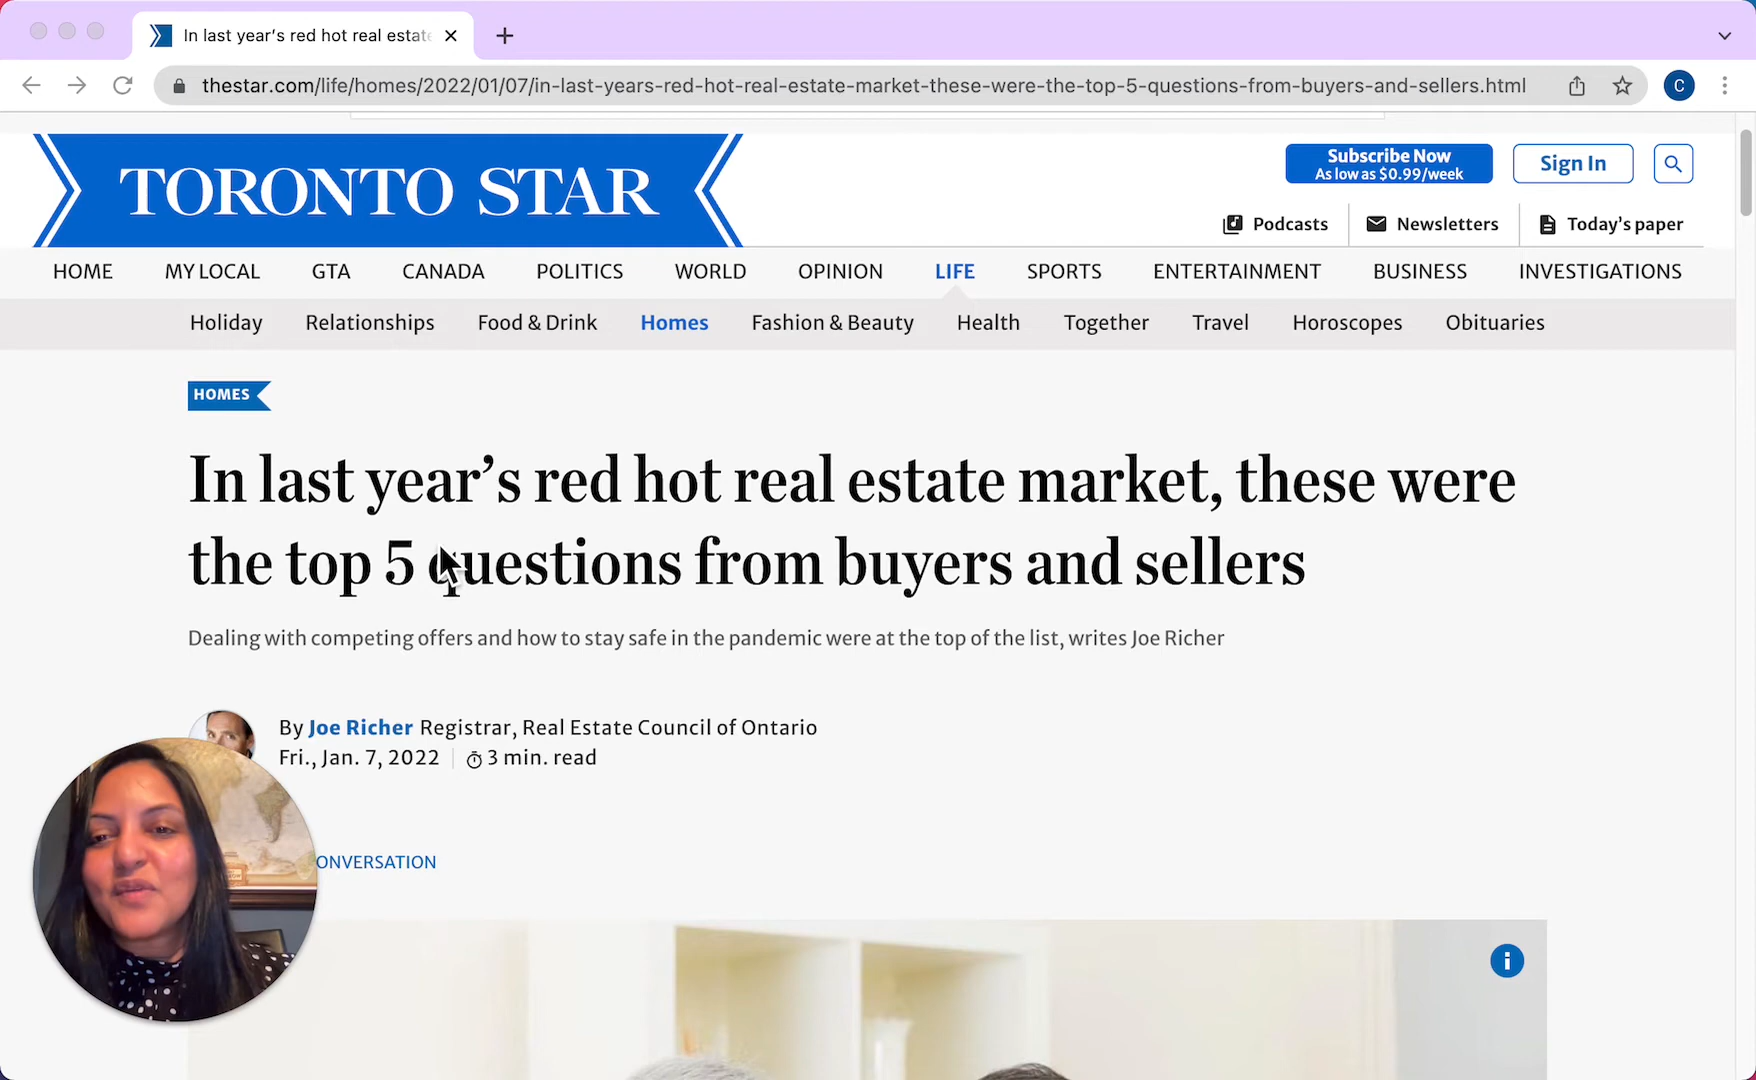 In last year's red hot real estate
thestar.com/life/homes/2022/01/07/in-last-years-red-hot-real-estate-market-these-were-the-top-5-questions-from-buyers-and-sellers.html
C
TORONTO STAR
Subscribe Now
As low as $0.99/week
Sign In
Podcasts
Newsletters
Today's paper
HOME MY LOCAL GTA CANADA POLITICS WORLD OPINION LIFE SPORTS ENTERTAINMENT BUSINESS INVESTIGATIONS
Holiday Relationships Food & Drink Homes Fashion & Beauty Health Together Travel Horoscopes Obituaries
HOMES
In last year's red hot real estate market, these were
the top 5 questions from buyers and sellers
Dealing with competing offers and how to stay safe in the pandemic were at the top of the list, writes Joe Richer
By Joe Richer Registrar, Real Estate Council of Ontario
Fri., Jan. 7, 2022 3 min. read
ONVERSATION